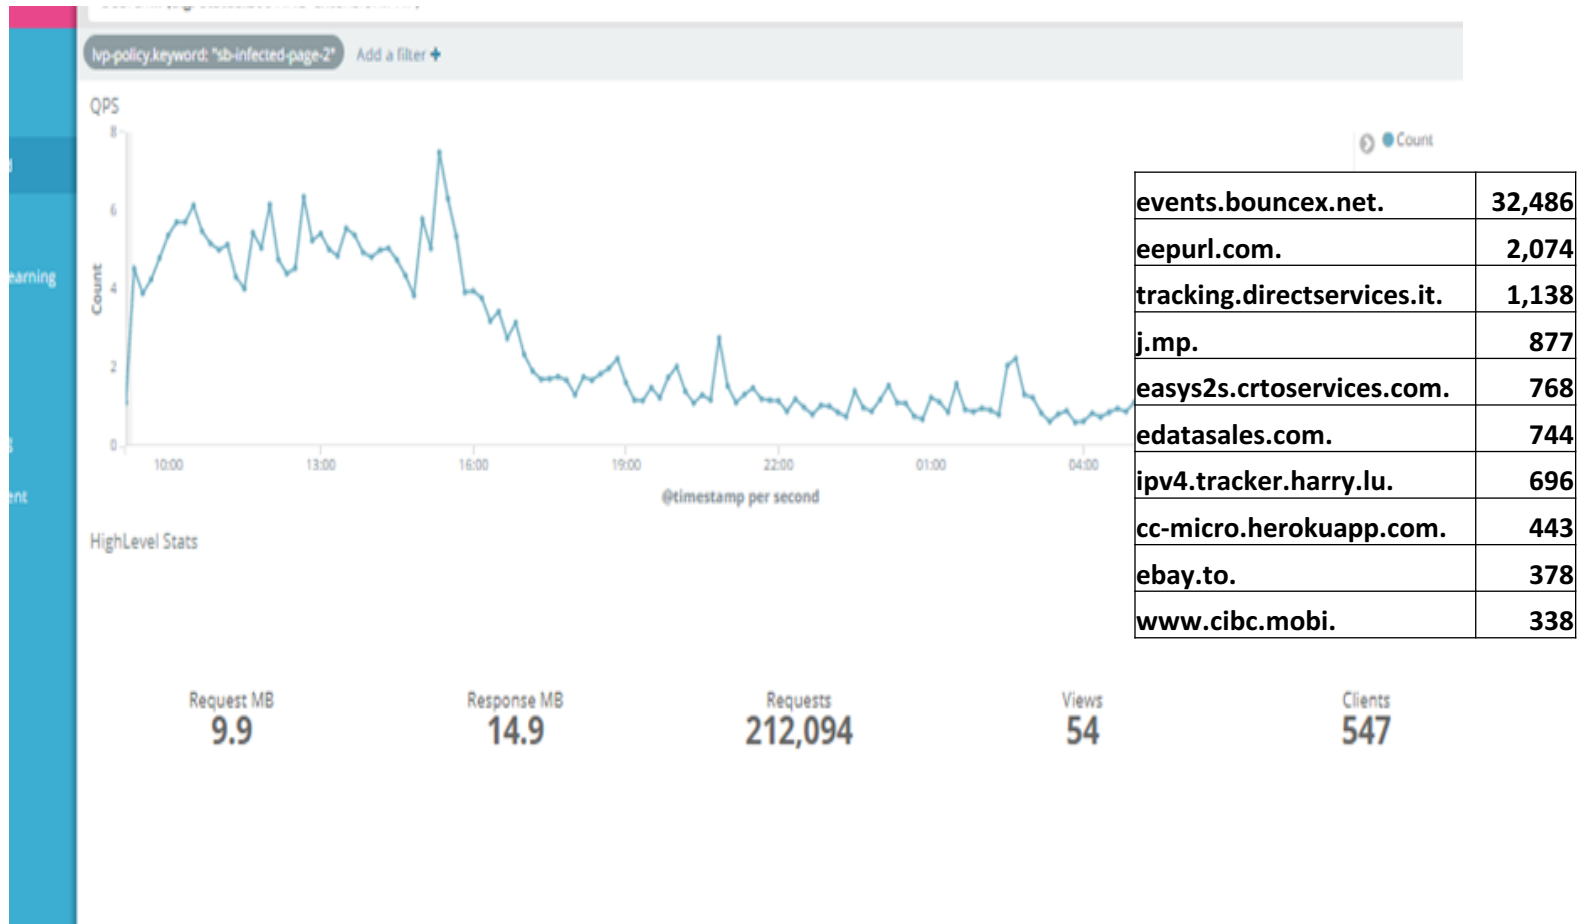 lvp-policy.keyword: "sb-infected-page-2" Add a filter +
QPS
8
6
4
2
0
Count
Count
10:00 13:00 16:00 19:00 22:00 01:00 04:00
@timestamp per second
earning
ent
events.bouncex.net. 32,486
eepurl.com. 2,074
tracking.directservices.it. 1,138
j.mp. 877
easys2s.crtoservices.com. 768
edatasales.com. 744
ipv4.tracker.harry.lu. 696
cc-micro.herokuapp.com. 443
ebay.to. 378
www.cibc.mobi. 338
HighLevel Stats
Request MB Response MB Requests Views Clients
9.9 14.9 212,094 54 547